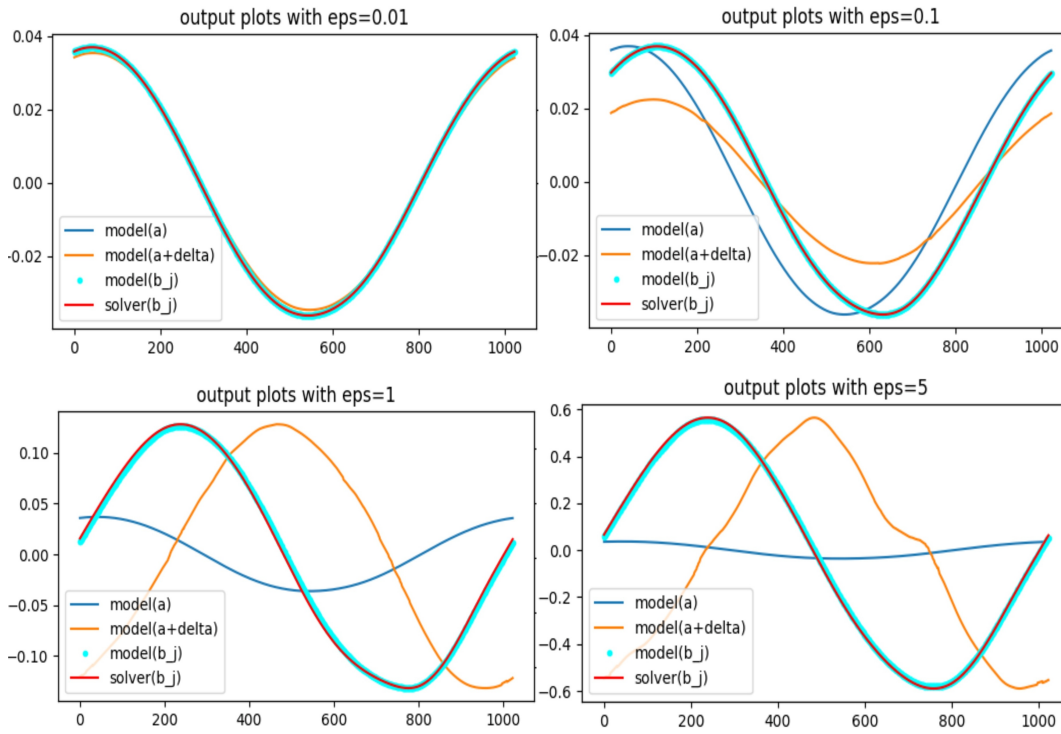 output plots with eps=0.01
0.04
0.02
0.00
-0.02
model(a)
model(a+delta)
model(b_j)
solver(b_j)
0 200 400 600 800 1000
output plots with eps=0.1
0.04
0.02
0.00
−0.02
model(a)
model(a+delta)
model(b_j)
solver(b_j)
0 200 400 600 800 1000
output plots with eps=1
0.10
0.05
0.00
−0.05
−0.10
model(a)
model(a+delta)
model(b_j)
solver(b_j)
0 200 400 600 800 1000
output plots with eps=5
0.6
0.4
0.2
0.0
−0.2
−0.4
−0.6
model(a)
model(a+delta)
model(b_j)
solver(b_j)
0 200 400 600 800 1000